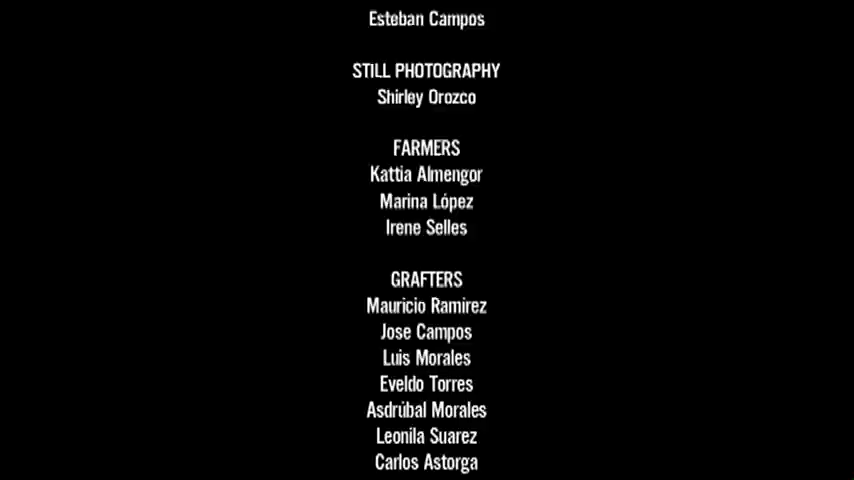 Esteban Campos
STILL PHOTOGRAPHY
Shirley Orozco
FARMERS
Kattia Almengor
Marina López
Irene Selles
GRAFTERS
Mauricio Ramirez
Jose Campos
Luis Morales
Eveldo Torres
Asdrúbal Morales
Leonila Suarez
Carlos Astorga